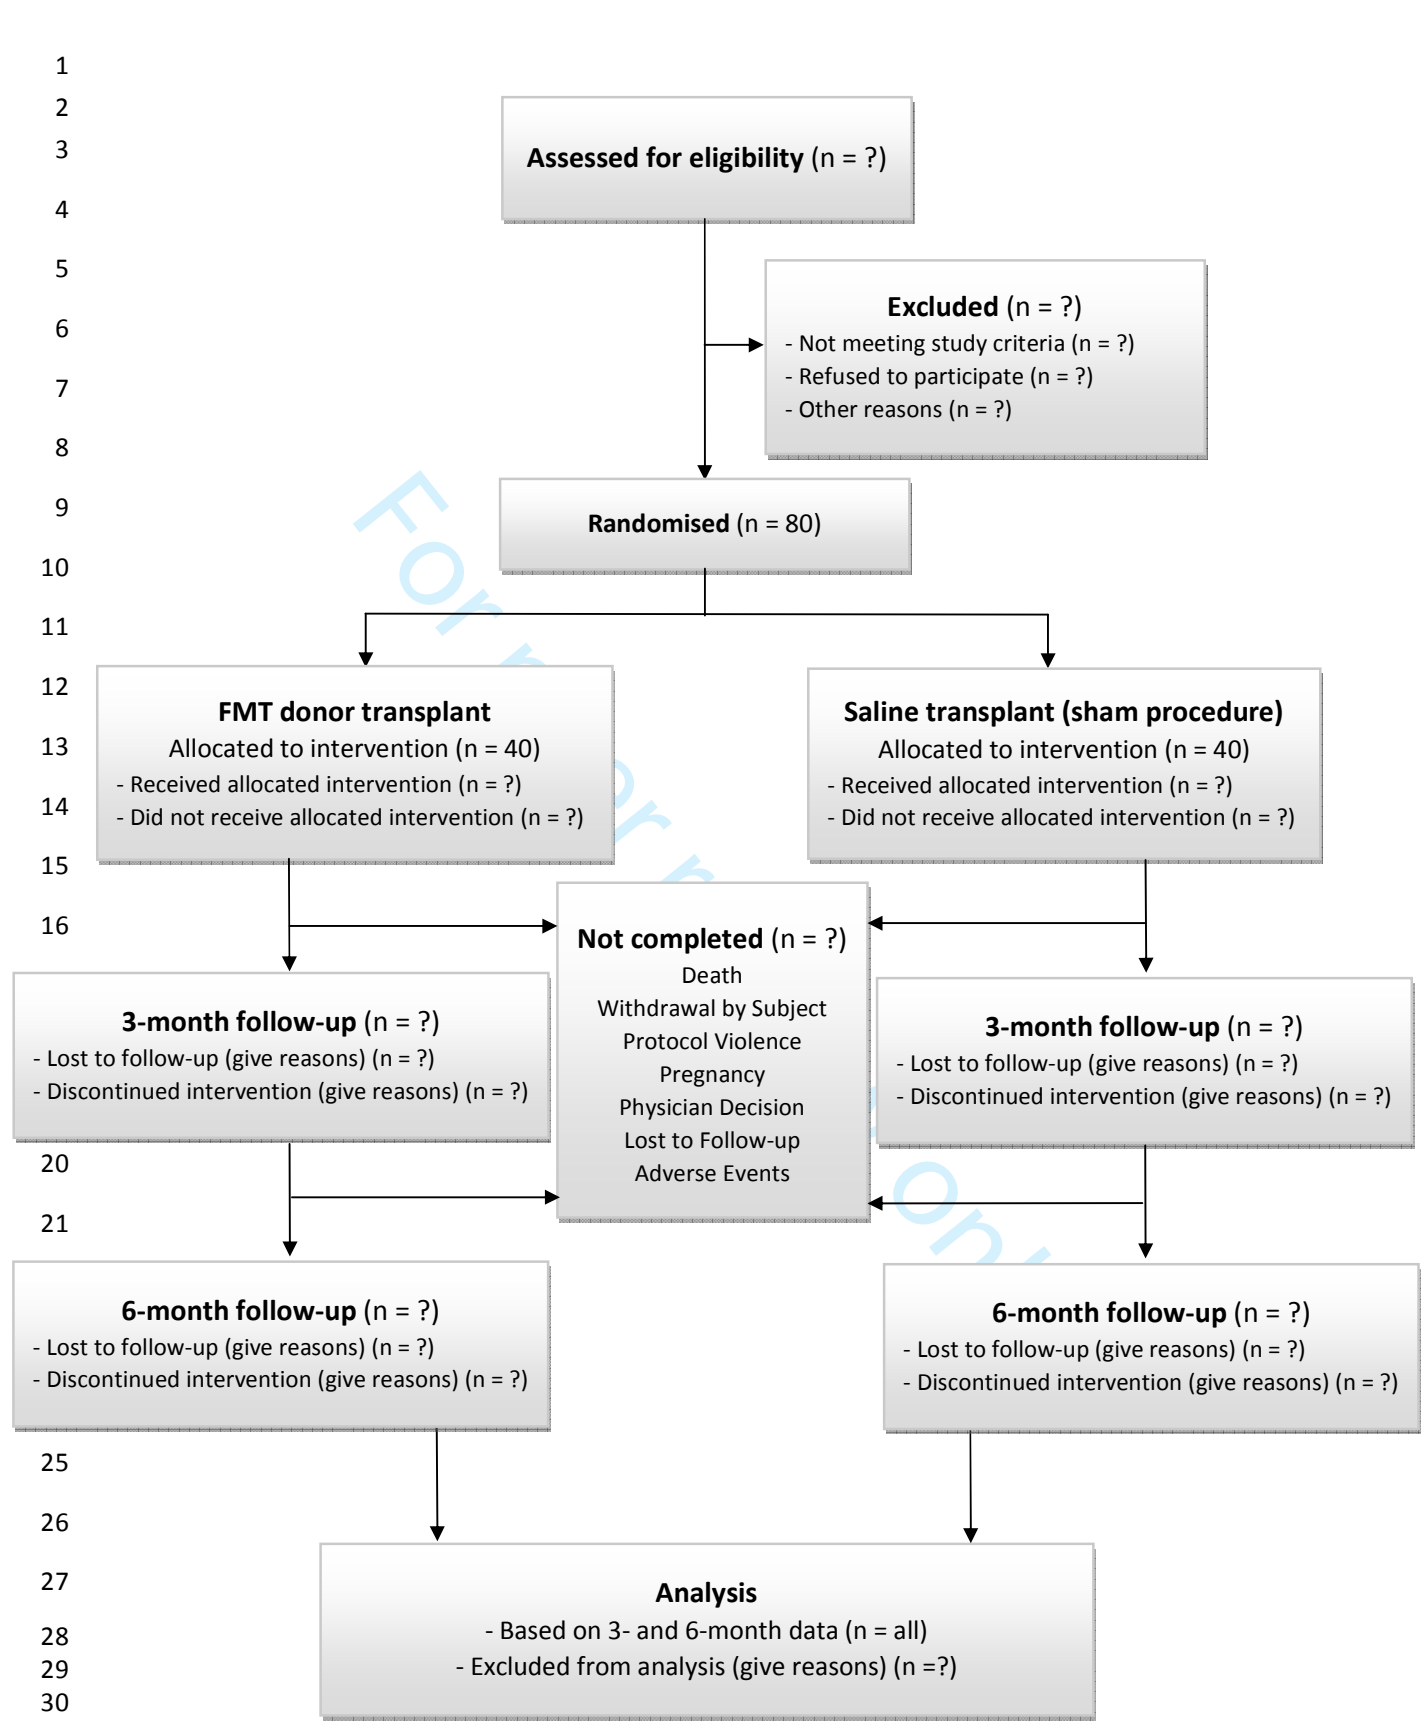 1
2
3
Assessed for eligibility (n = ?)
4
5
Excluded (n = ?)
6
- Not meeting study criteria (n = ?)
- Refused to participate (n = ?)
7
- Other reasons (n = ?)
8
9
Randomised (n = 80)
10
11
12
FMT donor transplant
Allocated to intervention (n = 40)
- Received allocated intervention (n = ?)
- Did not receive allocated intervention (n = ?)
Saline transplant (sham procedure)
Allocated to intervention (n = 40)
- Received allocated intervention (n = ?)
- Did not receive allocated intervention (n = ?)
13
14
15
16
Not completed (n = ?)
Death
Withdrawal by Subject
Protocol Violence
Pregnancy
Physician Decision
Lost to Follow-up
Adverse Events
3-month follow-up (n = ?)
- Lost to follow-up (give reasons) (n = ?)
- Discontinued intervention (give reasons) (n = ?)
3-month follow-up (n = ?)
- Lost to follow-up (give reasons) (n = ?)
- Discontinued intervention (give reasons) (n = ?)
20
21
6-month follow-up (n = ?)
- Lost to follow-up (give reasons) (n = ?)
- Discontinued intervention (give reasons) (n = ?)
6-month follow-up (n = ?)
- Lost to follow-up (give reasons) (n = ?)
- Discontinued intervention (give reasons) (n = ?)
25
26
27
Analysis
28
- Based on 3- and 6-month data (n = all)
29
- Excluded from analysis (give reasons) (n =?)
30
For